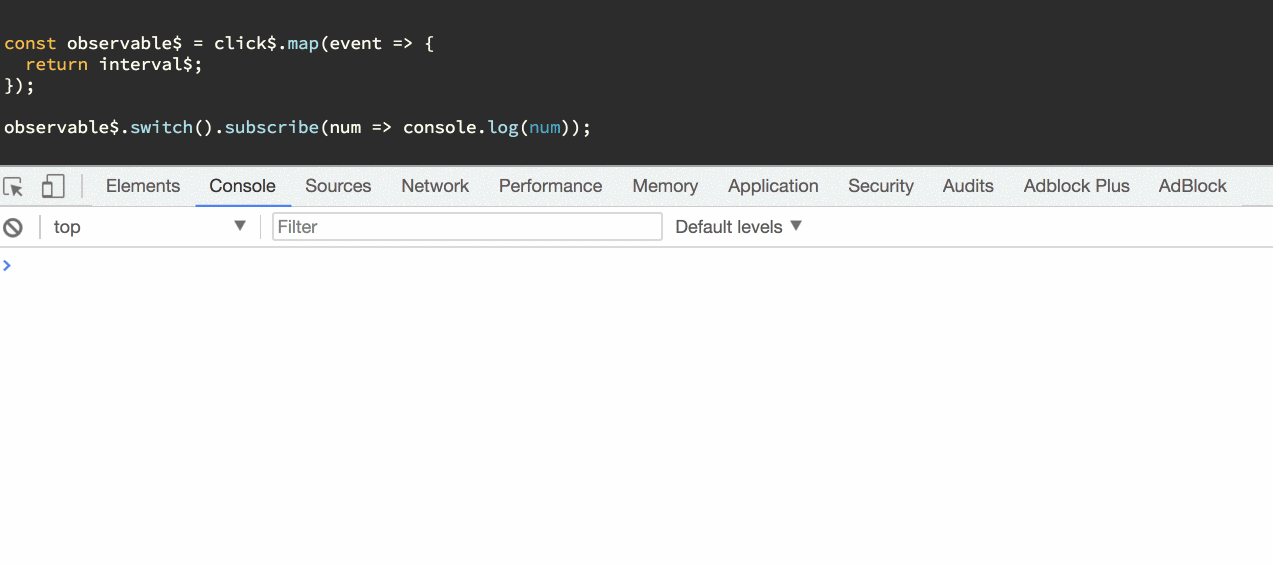 const observable$ = click$.map(event => {
  return interval$;
});
observable$.switch().subscribe(num => console.log(num));
Elements Console Sources Network Performance Memory Application Security Audits Adblock Plus AdBlock
top Filter Default levels